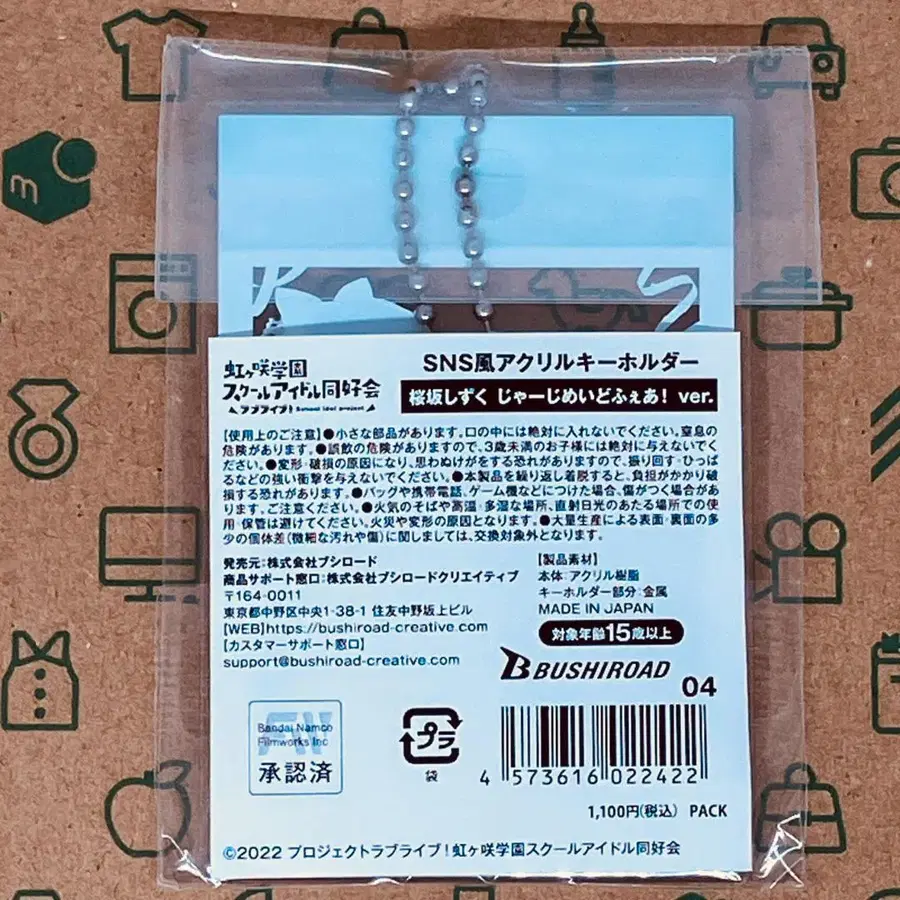 虹ヶ咲学園
スクールアイドル同好会
ラブライブ! School idol project
SNS風アクリルキーホルダー
桜坂しずく じゃーじめいどふぇあ! ver.
【使用上のご注意】●小さな部品があります。口の中には絶対に入れないでください。窒息の
危険があります。●誤飲の危険がありますので、3歳未満のお子様には絶対に与えないでく
ださい。●変形・破損の原因になり、思わぬけがをする恐れがありますので、振り回す・ひっぱ
るなどの強い衝撃を与えないでください。●本製品を繰り返し着脱すると、負担がかかり破
損する恐れがあります。●バッグや携帯電話、ゲーム機などにつけた場合、傷がつく場合があ
ります。ご注意ください。●火気のそばや高温・多湿な場所、直射日光のあたる場所での使
用・保管は避けてください。火災や変形の原因となります。●大量生産による表面・裏面の多
少の個体差(微細な汚れや傷)に関しましては、交換対象外となります。
発売元:株式会社ブシロード
商品サポート窓口:株式会社ブシロードクリエイティブ
〒164-0011
東京都中野区中央1-38-1 住友中野坂上ビル
【WEB】https://bushiroad-creative.com
【カスタマーサポート窓口】
support@bushiroad-creative.com
【製品素材】
本体:アクリル樹脂
キーホルダー部分:金属
MADE IN JAPAN
対象年齢15歳以上
BUSHIROAD
04
Bandai Namco
Filmworks Inc
承認済
プラ
袋
4 573616 022422
1,100円(税込) PACK
©2022 プロジェクトラブライブ!虹ヶ咲学園スクールアイドル同好会